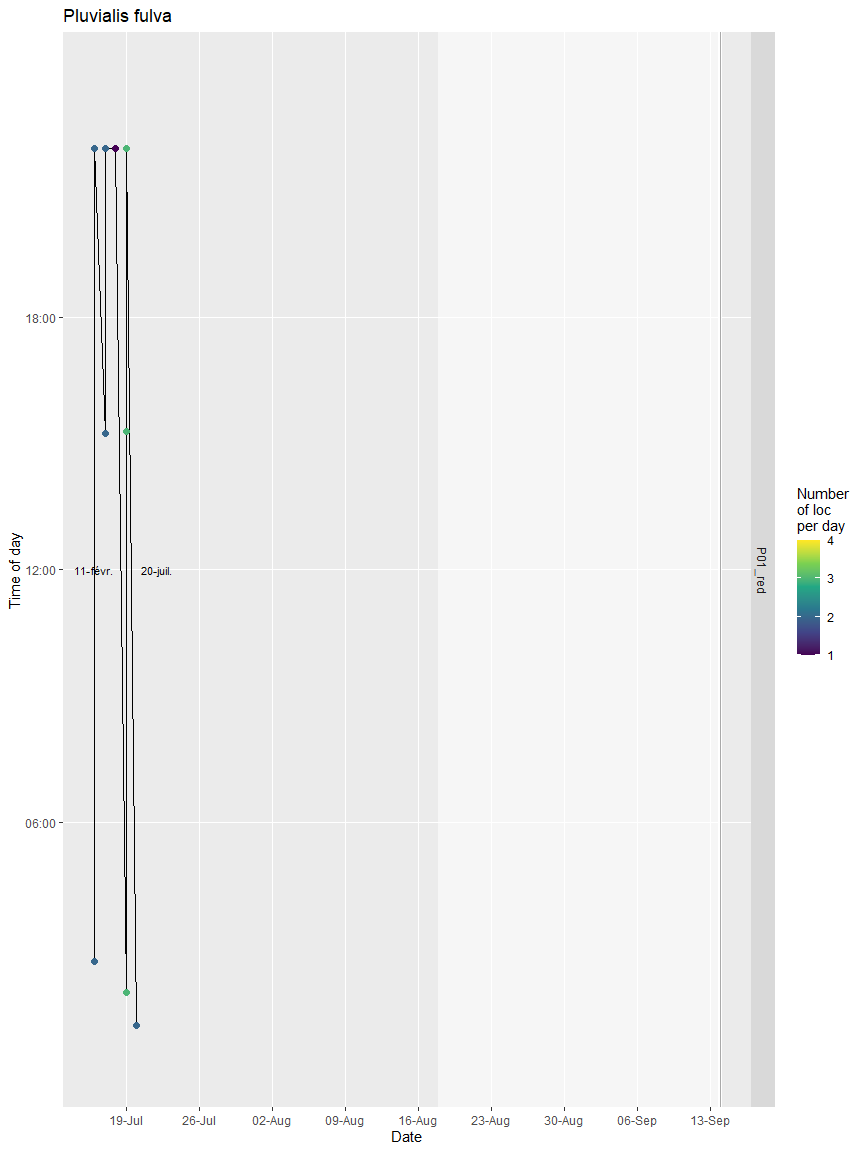 Pluvialis fulva
18:00
12:00
06:00
Time of day
11-févr.
20-juil.
P01_red
Number
of loc
per day
4
3
2
1
19-Jul
26-Jul
02-Aug
09-Aug
16-Aug
23-Aug
30-Aug
06-Sep
13-Sep
Date